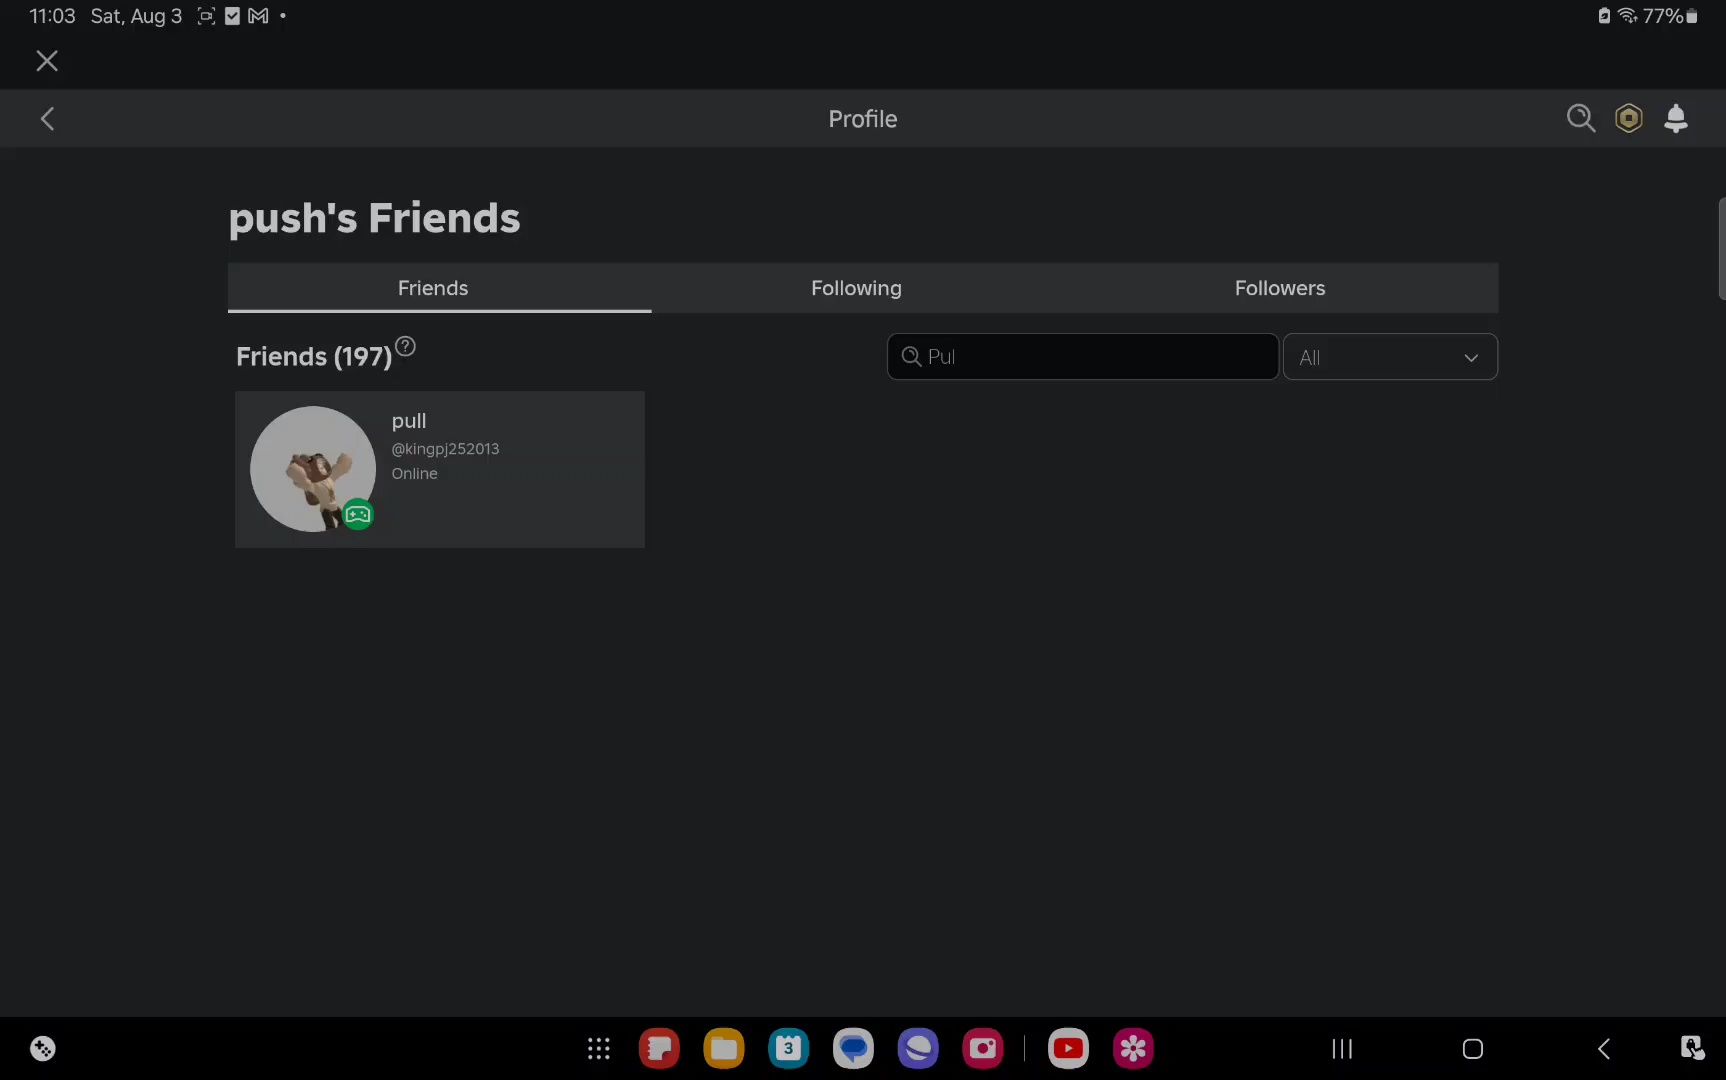 11:03 Sat, Aug 3
77%
Profile
push's Friends
Friends
Following
Followers
Friends (197)
Pul
All
pull
@kingpj252013
Online
3